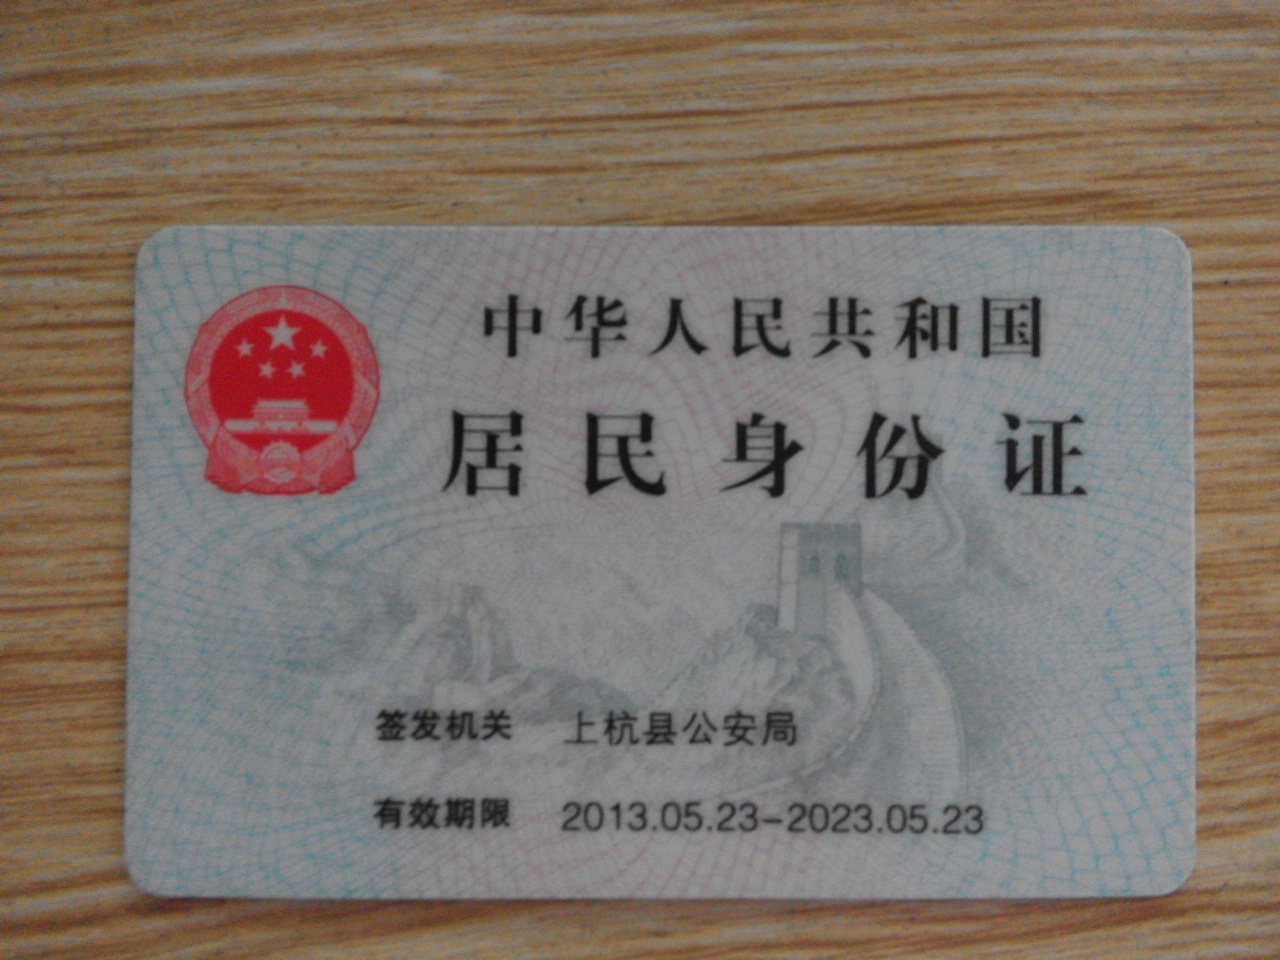 中华人民共和国
居民身份证
签发机关 上杭县公安局
有效期限 2013.05.23-2023.05.23